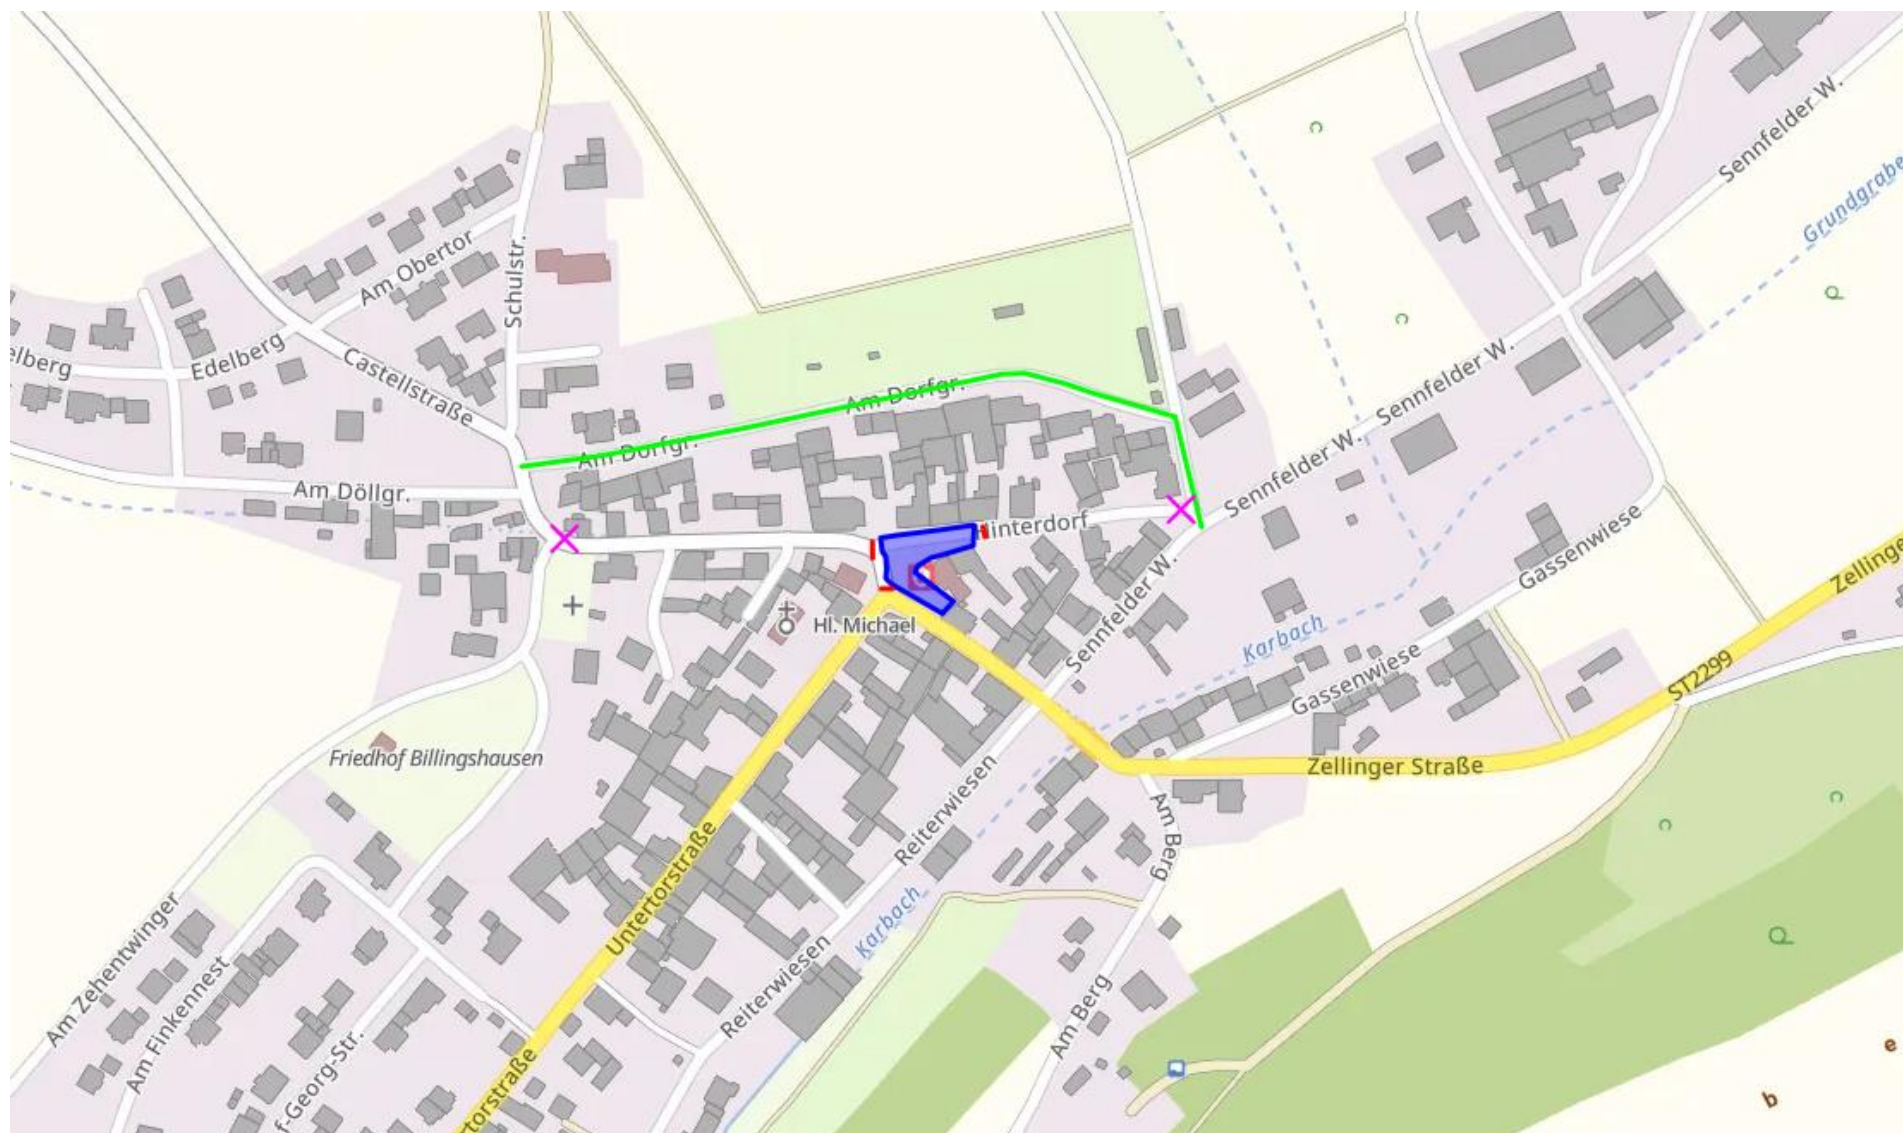 Sennfelder W.
Grundgrabe
Am Obertor
Schulstr.
elberg
Edelberg
Castellstraße
Am Dorfgr.
Am Dorfgr.
Sennfelder W.
Sennfelder W.
Am Döllgr.
Hinterdorf
Gassenwiese
Zellinge
Sennfelder W.
Hl. Michael
Karbach
Gassenwiese
ST2299
Friedhof Billingshausen
Zellinger Straße
Reiterwiesen
Am Berg
Untertorstraße
Karbach
Am Zehentwinger
Am Finkennest
Reiterwiesen
Am Berg
f-Georg-Str.
torstraße
e
b